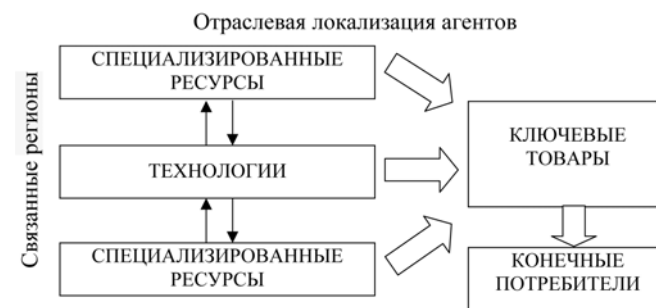 Отраслевая локализация агентов
Связанные регионы
СПЕЦИАЛИЗИРОВАННЫЕ
РЕСУРСЫ
ТЕХНОЛОГИИ
СПЕЦИАЛИЗИРОВАННЫЕ
РЕСУРСЫ
КЛЮЧЕВЫЕ
ТОВАРЫ
КОНЕЧНЫЕ
ПОТРЕБИТЕЛИ